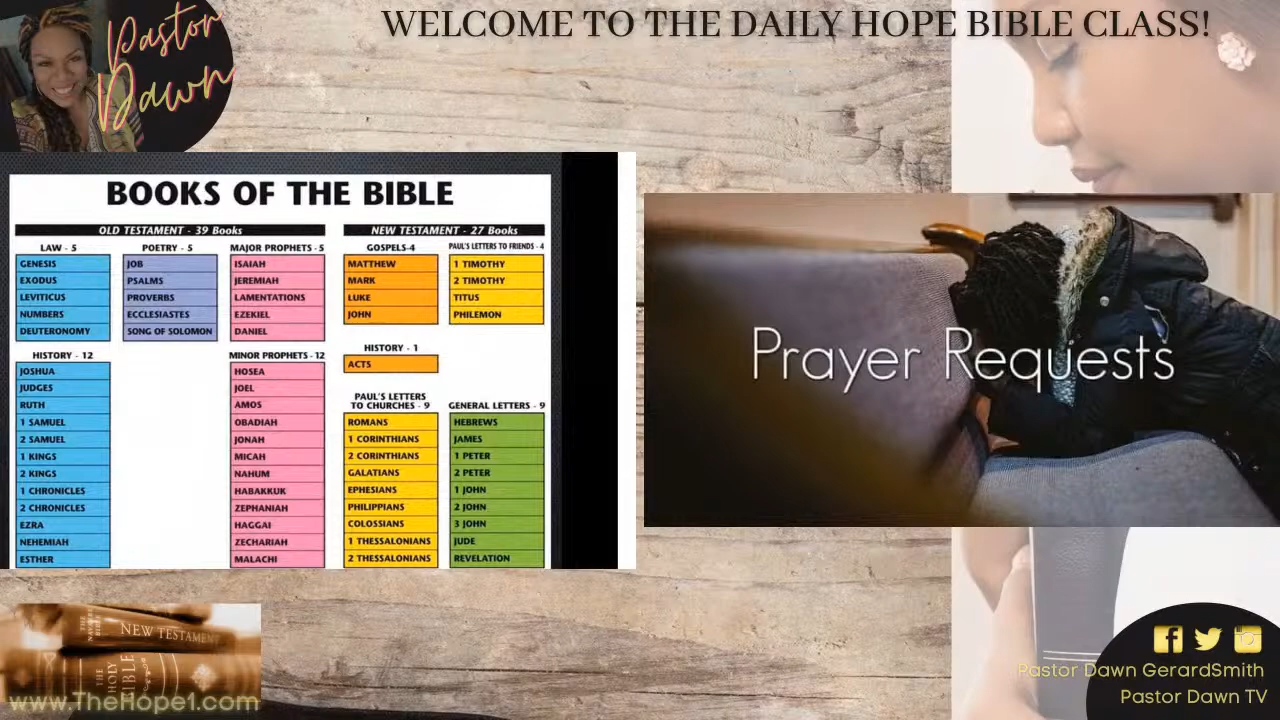 WELCOME TO THE DAILY HOPE BIBLE CLASS!
Pastor
Dawn
BOOKS OF THE BIBLE
OLD TESTAMENT - 39 Books
LAW - 5
GENESIS
EXODUS
LEVITICUS
NUMBERS
DEUTERONOMY
HISTORY - 12
JOSHUA
JUDGES
RUTH
1 SAMUEL
2 SAMUEL
1 KINGS
2 KINGS
1 CHRONICLES
2 CHRONICLES
EZRA
NEHEMIAH
ESTHER
POETRY - 5
JOB
PSALMS
PROVERBS
ECCLESIASTES
SONG OF SOLOMON
MAJOR PROPHETS - 5
ISAIAH
JEREMIAH
LAMENTATIONS
EZEKIEL
DANIEL
MINOR PROPHETS - 12
HOSEA
JOEL
AMOS
OBADIAH
JONAH
MICAH
NAHUM
HABAKKUK
ZEPHANIAH
HAGGAI
ZECHARIAH
MALACHI
NEW TESTAMENT - 27 Books
GOSPELS-4
MATTHEW
MARK
LUKE
JOHN
HISTORY - 1
ACTS
PAUL'S LETTERS
TO CHURCHES - 9
ROMANS
1 CORINTHIANS
2 CORINTHIANS
GALATIANS
EPHESIANS
PHILIPPIANS
COLOSSIANS
1 THESSALONIANS
2 THESSALONIANS
PAUL'S LETTERS TO FRIENDS - 4
1 TIMOTHY
2 TIMOTHY
TITUS
PHILEMON
GENERAL LETTERS - 9
HEBREWS
JAMES
1 PETER
2 PETER
1 JOHN
2 JOHN
3 JOHN
JUDE
REVELATION
Prayer Requests
NEW TESTAMENT
THE
HOLY
BIBLE
www.TheHope1.com
Pastor Dawn GerardSmith
Pastor Dawn TV